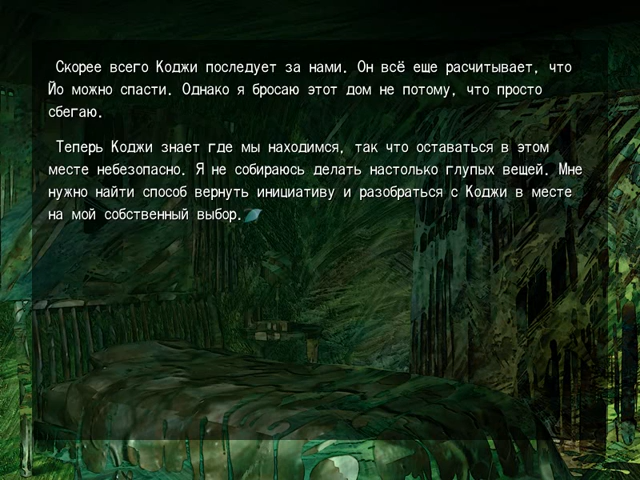 Скорее всего Коджи последует за нами. Он всё еще расчитывает, что
Йо можно спасти. Однако я бросаю этот дом не потому, что просто
сбегаю.
Теперь Коджи знает где мы находимся, так что оставаться в этом
месте небезопасно. Я не собираюсь делать настолько глупых вещей. Мне
нужно найти способ вернуть инициативу и разобраться с Коджи в месте
на мой собственный выбор.